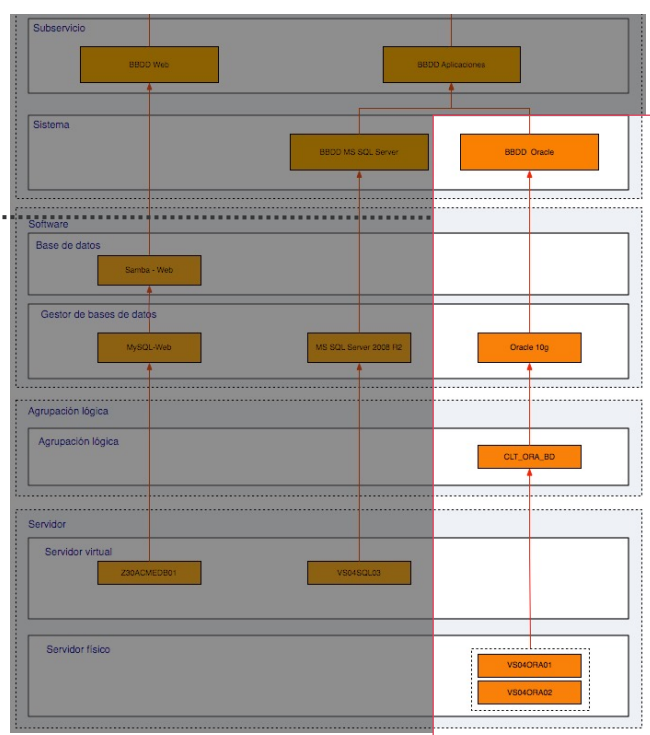 Subservicio
BBDD Web
BBDD Aplicaciones
Sistema
BBDD MS SQL Server
BBDD Oracle
Software
Base de datos
Samba - Web
Gestor de bases de datos
MySQL-Web
MS SQL Server 2008 R2
Oracle 10g
Agrupación lógica
Agrupación lógica
CLT_ORA_BD
Servidor
Servidor virtual
Z30ACMEDB01
VS04SQL03
Servidor físico
VS04ORA01
VS04ORA02